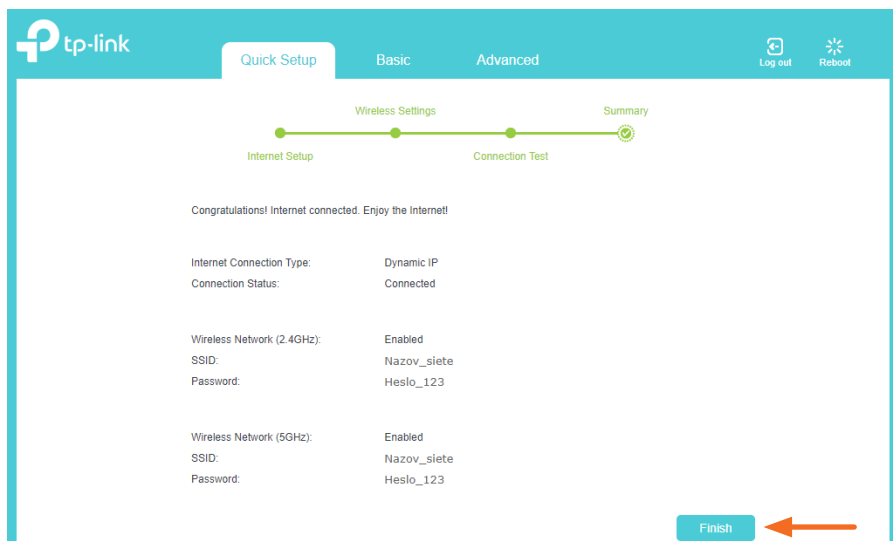 tp-link
Quick Setup Basic Advanced Log out Reboot
Wireless Settings Summary
Internet Setup Connection Test
Congratulations! Internet connected. Enjoy the Internet!
Internet Connection Type: Dynamic IP
Connection Status: Connected
Wireless Network (2.4GHz): Enabled
SSID: Nazov_siete
Password: Heslo_123
Wireless Network (5GHz): Enabled
SSID: Nazov_siete
Password: Heslo_123
Finish